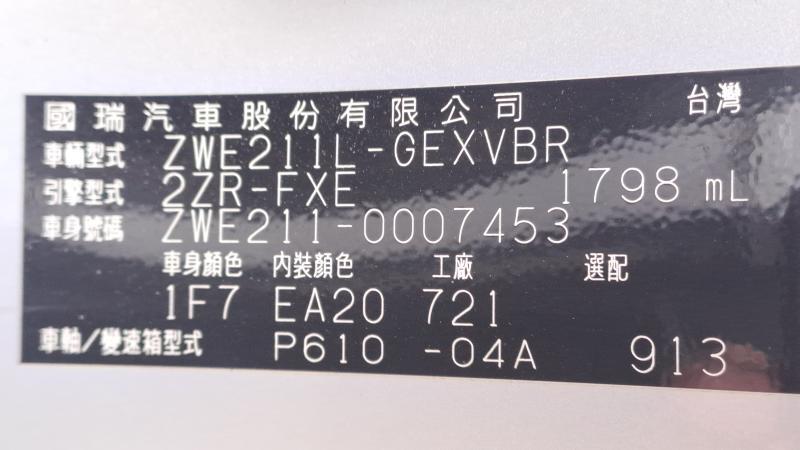 國瑞汽車股份有限公司 台灣
車輛型式 ZWE211L-GEXVBR
引擎型式 2ZR-FXE 1798 mL
車身號碼 ZWE211-0007453
車身顏色 內裝顏色 工廠 選配
1F7 EA20 721
車軸/變速箱型式 P610 -04A 913